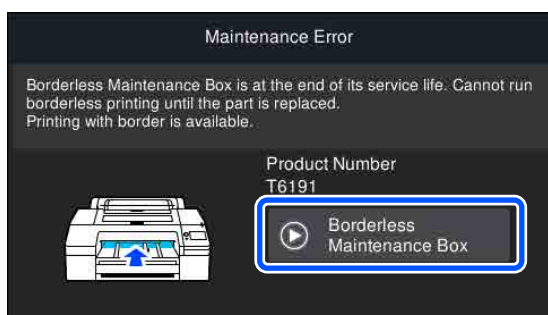 Maintenance Error
Borderless Maintenance Box is at the end of its service life. Cannot run
borderless printing until the part is replaced.
Printing with border is available.
Product Number
T6191
Borderless
Maintenance Box